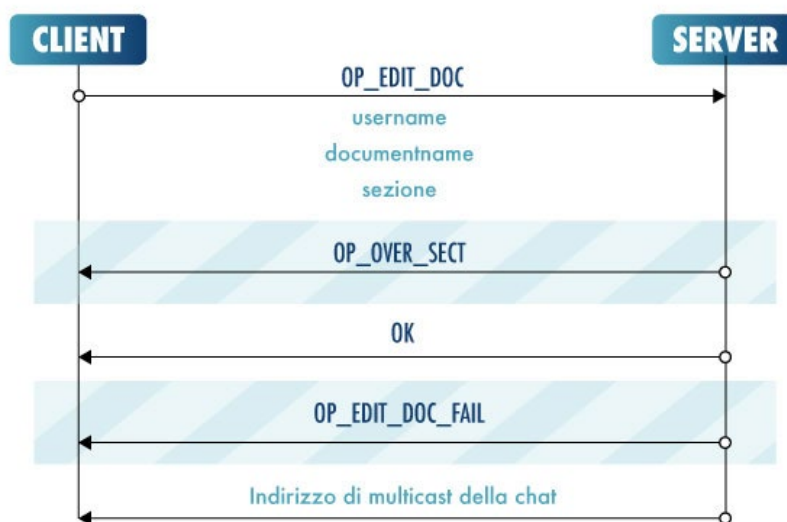 CLIENT
SERVER
OP_EDIT_DOC
username
documentname
sezione
OP_OVER_SECT
OK
OP_EDIT_DOC_FAIL
Indirizzo di multicast della chat